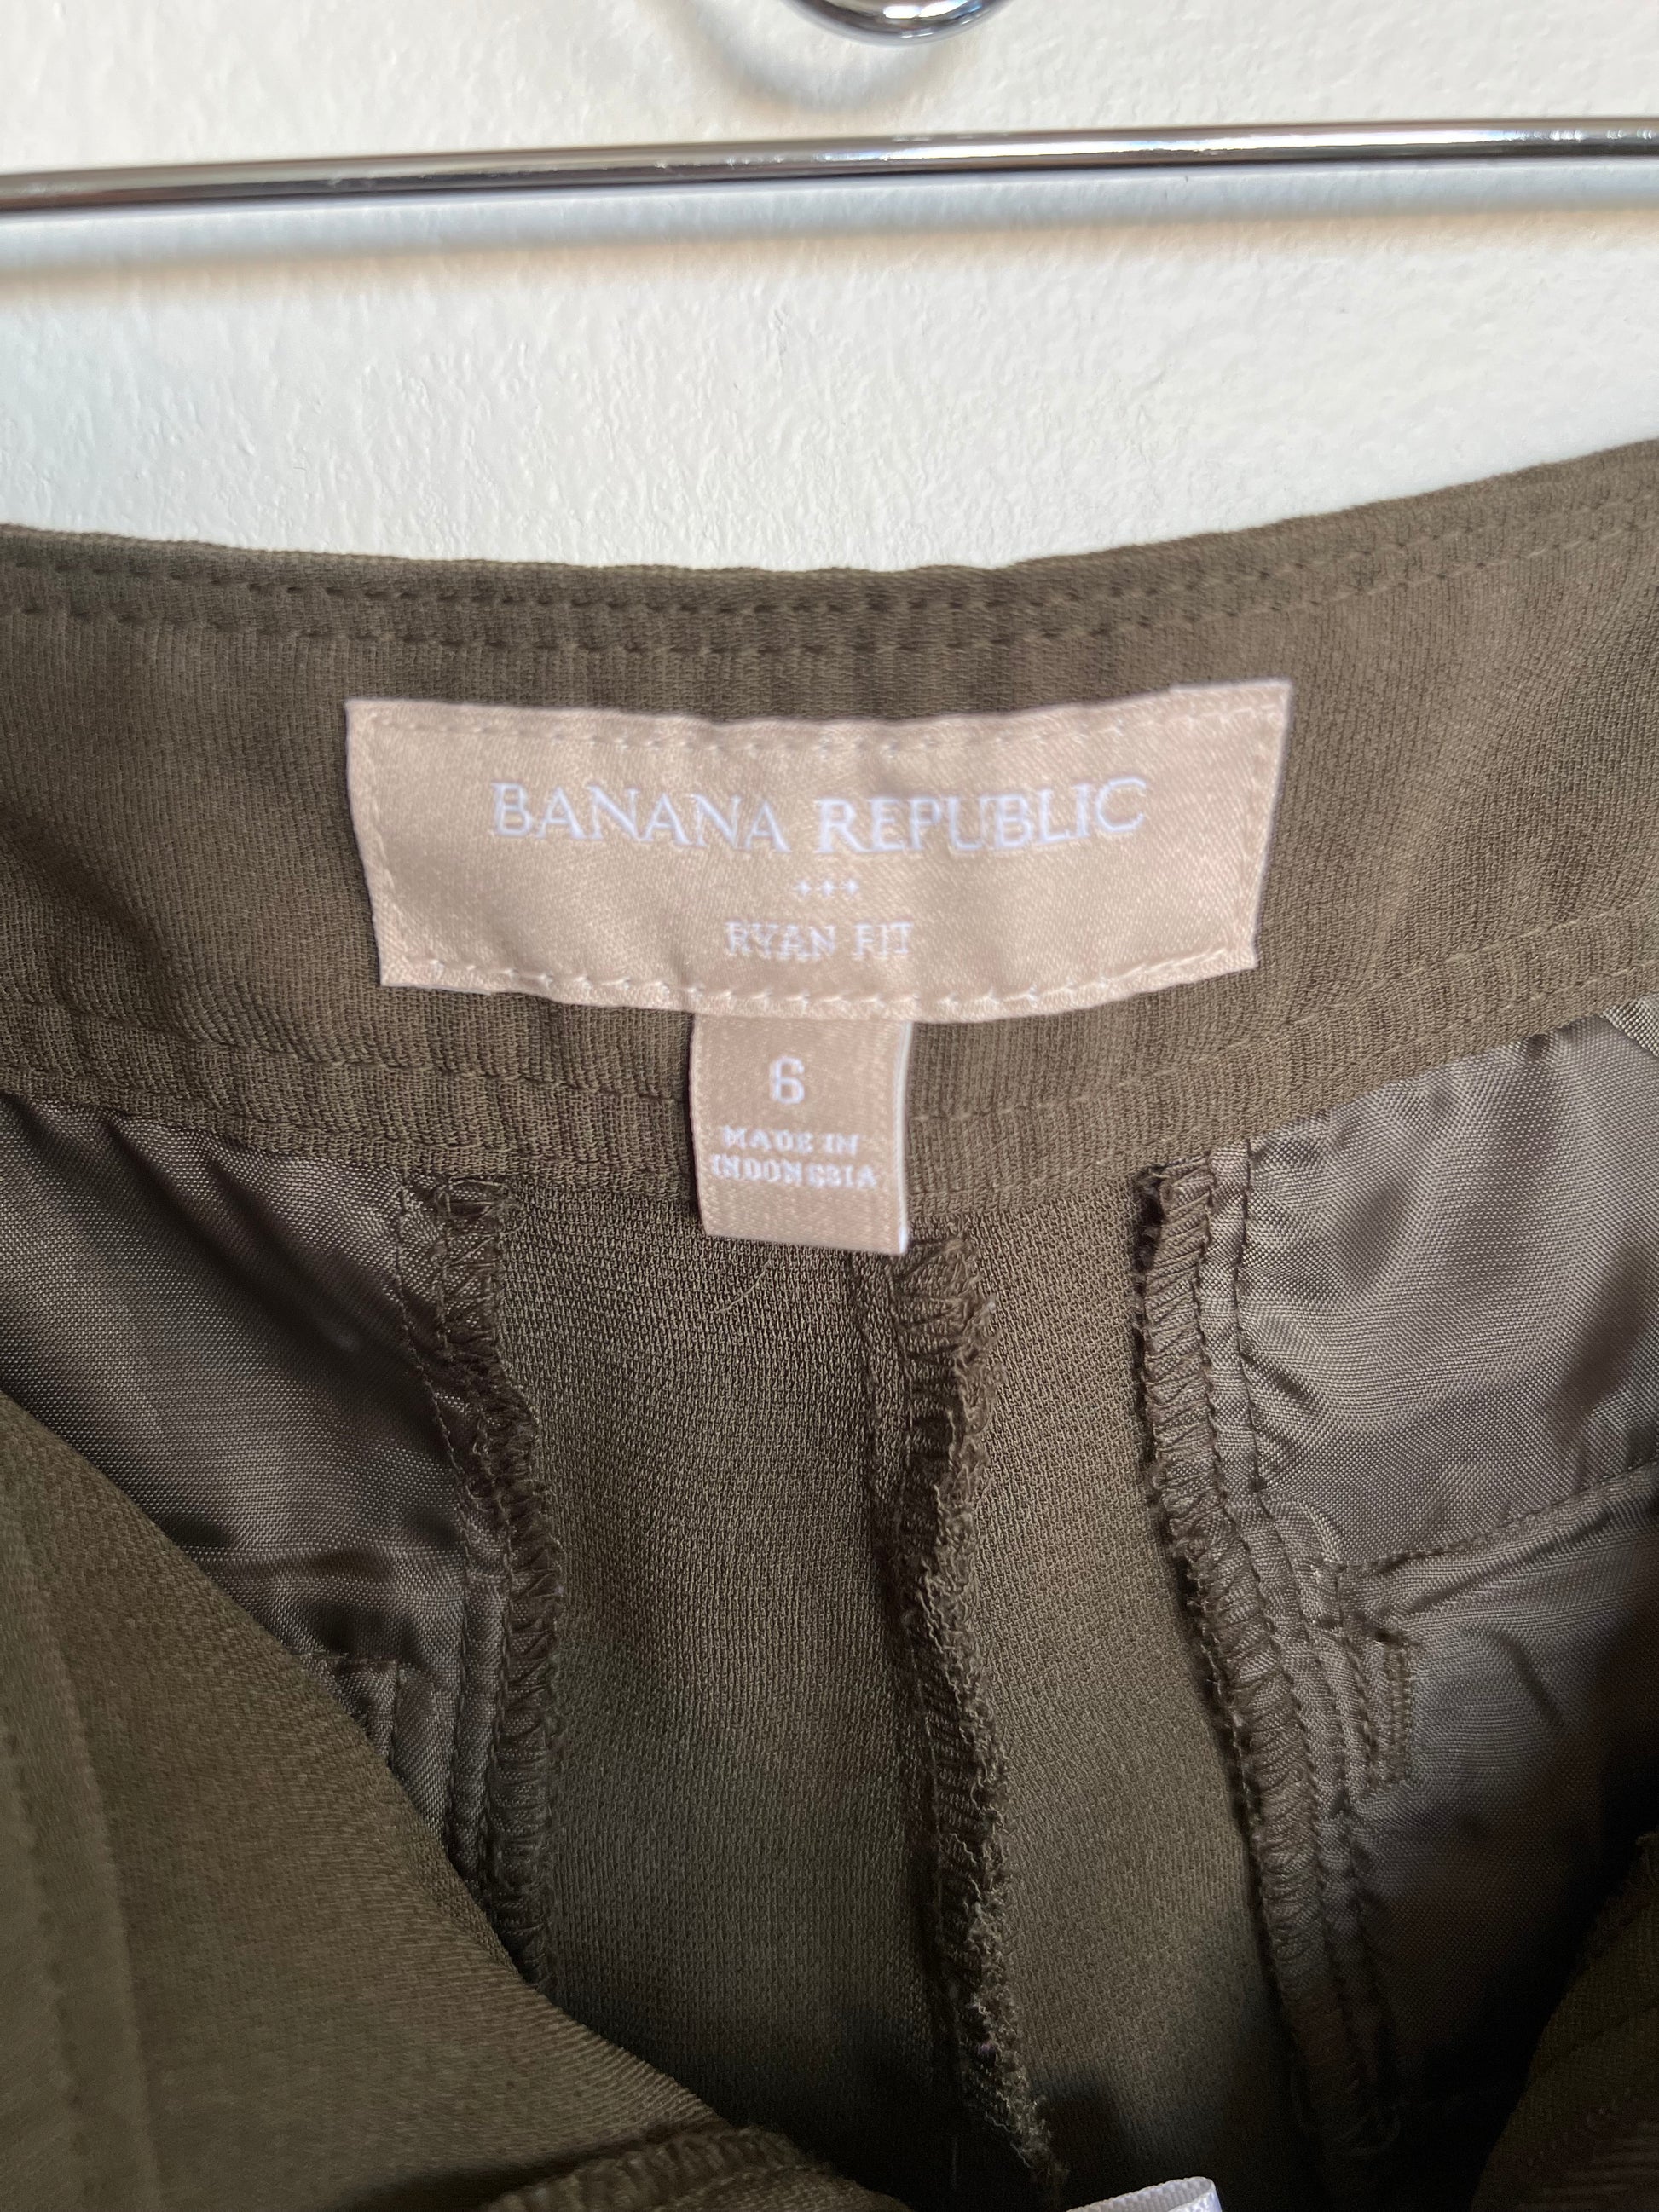 BANANA REPUBLIC
RYAN FIT
6
MADE IN
INDONESIA